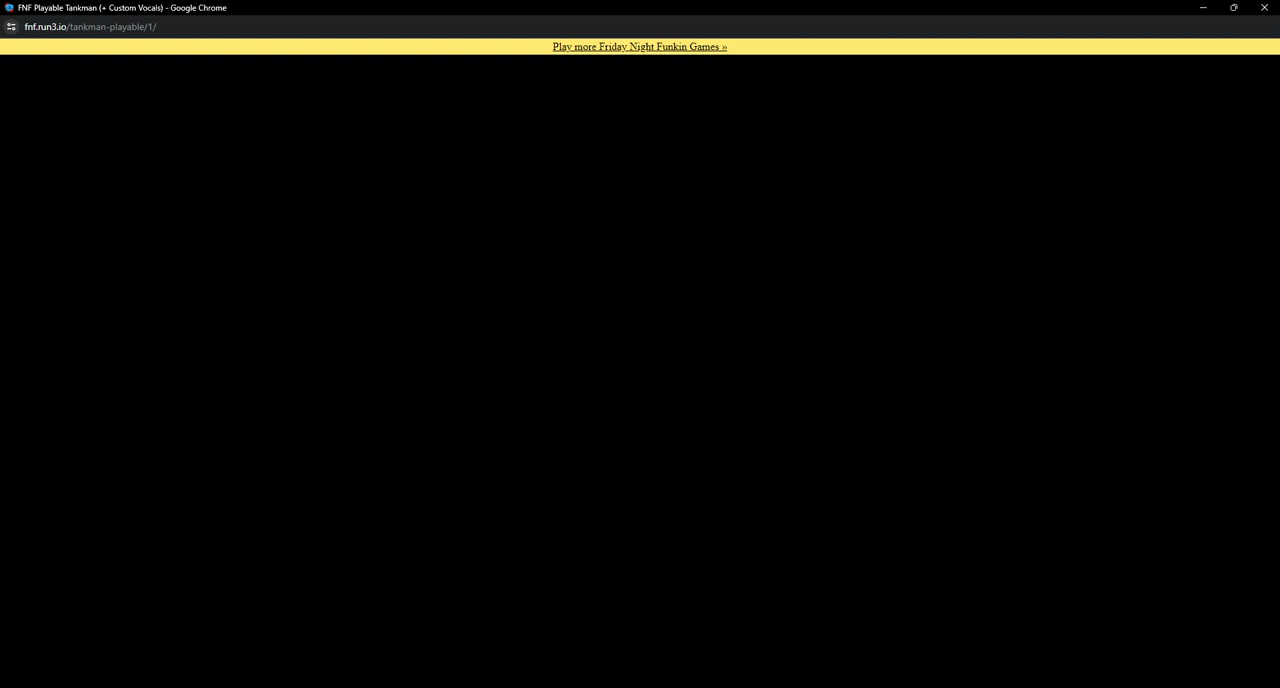 FNF Playable Tankman (+ Custom Vocals) - Google Chrome
fnf.run3.io/tankman-playable/1/
Play more Friday Night Funkin Games »